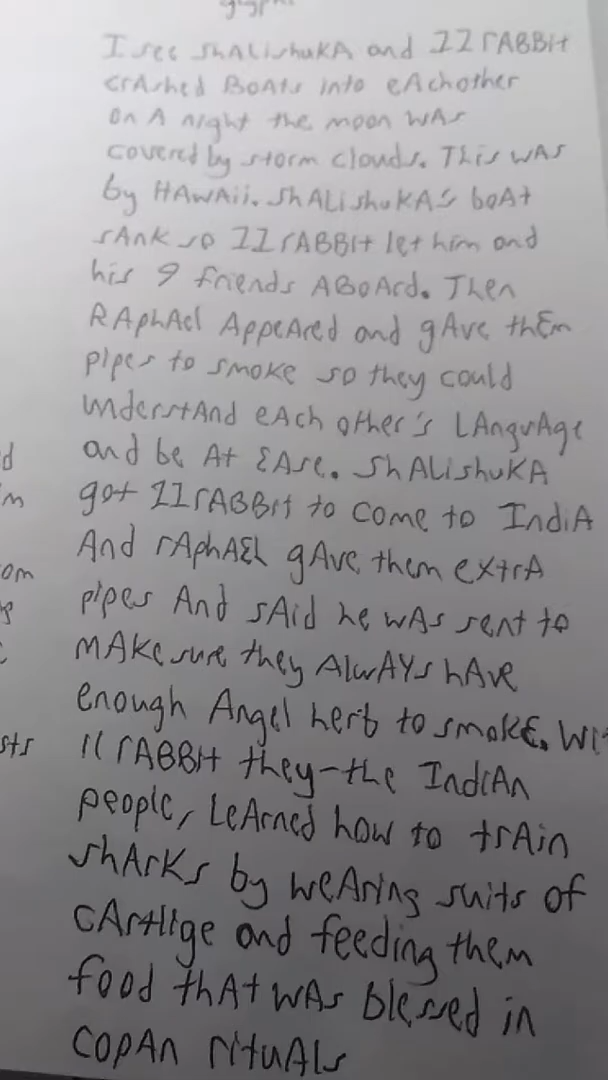 I see shALishukA and 11 rABBit
crAshed BoAts into eAchother
on A night the moon wAs
covered by storm clouds. This wAs
by HAwAii. shALishukA's boAt
sAnk so 11 rABBit let him and
his 9 friends ABoArd. Then
RAphAel AppeAred and gAve thEm
pipes to smoke so they could
understAnd eAch other's LAnguAge
d and be At EAse. shALishukA
m got 11 rABBit to come to IndiA
And rAphAEl gAve them extrA
om pipes And sAid he wAs sent to
mAke sure they AlwAys hAve
enough Angel herb to smokE. Wi
sts 11 rABBit they-the IndiAn
people, LeArned how to trAin
shArks by weAring suits of
cArtlige and feeding them
food thAt wAs blessed in
copAn rituAls